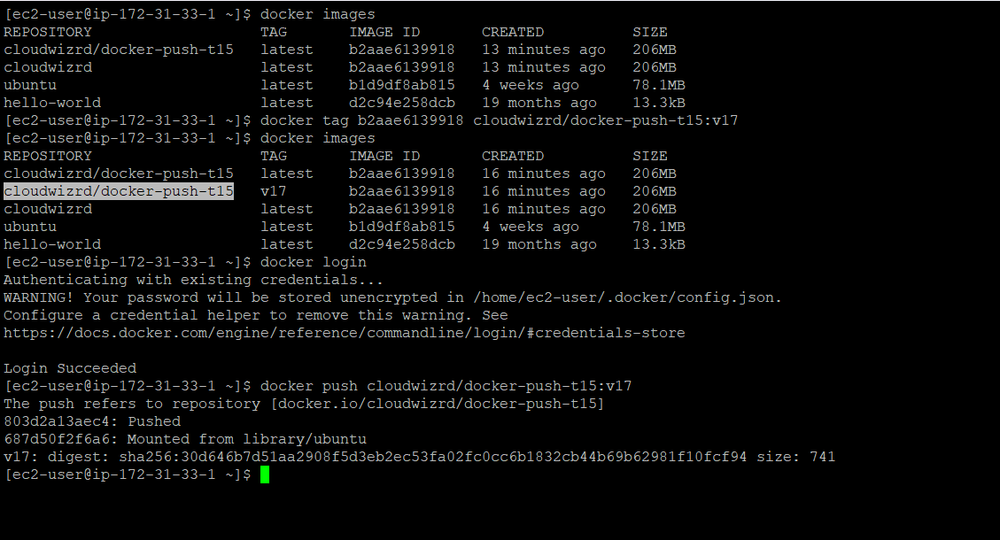 [ec2-user@ip-172-31-33-1 ~]$ docker images
REPOSITORY                   TAG       IMAGE ID       CREATED          SIZE
cloudwizrd/docker-push-t15   latest    b2aae6139918   13 minutes ago   206MB
cloudwizrd                   latest    b2aae6139918   13 minutes ago   206MB
ubuntu                       latest    b1d9df8ab815   4 weeks ago      78.1MB
hello-world                  latest    d2c94e258dcb   19 months ago    13.3kB
[ec2-user@ip-172-31-33-1 ~]$ docker tag b2aae6139918 cloudwizrd/docker-push-t15:v17
[ec2-user@ip-172-31-33-1 ~]$ docker images
REPOSITORY                   TAG       IMAGE ID       CREATED          SIZE
cloudwizrd/docker-push-t15   latest    b2aae6139918   16 minutes ago   206MB
cloudwizrd/docker-push-t15   v17       b2aae6139918   16 minutes ago   206MB
cloudwizrd                   latest    b2aae6139918   16 minutes ago   206MB
ubuntu                       latest    b1d9df8ab815   4 weeks ago      78.1MB
hello-world                  latest    d2c94e258dcb   19 months ago    13.3kB
[ec2-user@ip-172-31-33-1 ~]$ docker login
Authenticating with existing credentials...
WARNING! Your password will be stored unencrypted in /home/ec2-user/.docker/config.json.
Configure a credential helper to remove this warning. See
https://docs.docker.com/engine/reference/commandline/login/#credentials-store
Login Succeeded
[ec2-user@ip-172-31-33-1 ~]$ docker push cloudwizrd/docker-push-t15:v17
The push refers to repository [docker.io/cloudwizrd/docker-push-t15]
803d2a13aec4: Pushed
687d50f2f6a6: Mounted from library/ubuntu
v17: digest: sha256:30d646b7d51aa2908f5d3eb2ec53fa02fc0cc6b1832cb44b69b62981f10fcf94 size: 741
[ec2-user@ip-172-31-33-1 ~]$